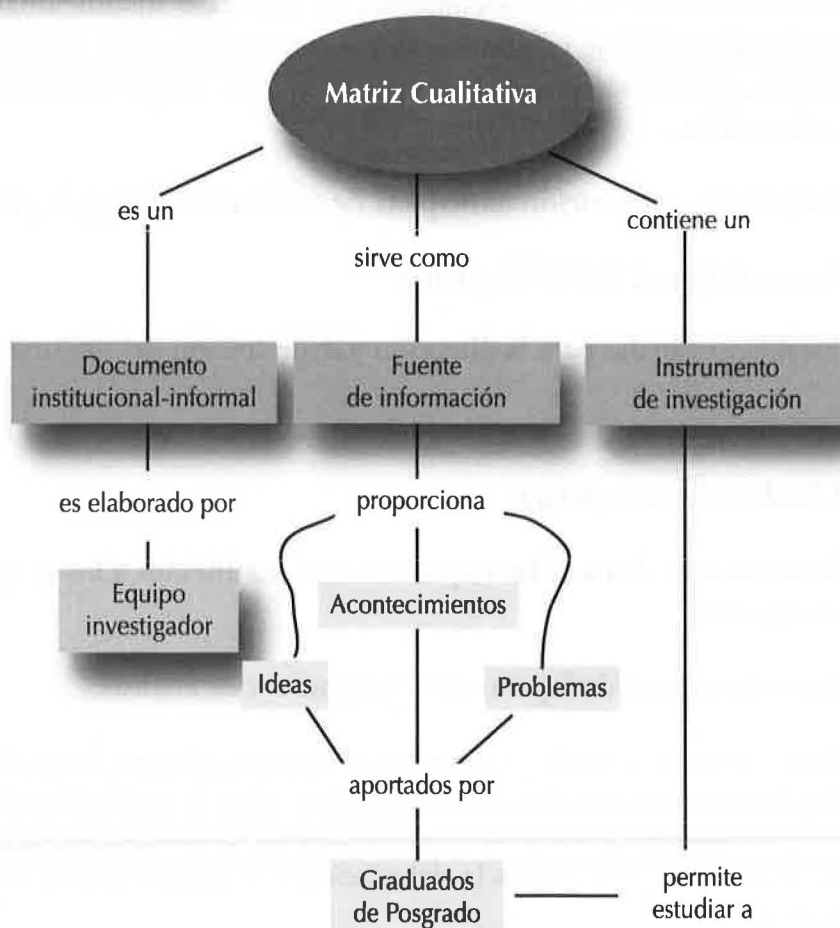 Matriz Cualitativa
es un
sirve como
contiene un
Documento
institucional-informal
Fuente
de información
Instrumento
de investigación
es elaborado por
proporciona
Equipo
investigador
Acontecimientos
Ideas
Problemas
aportados por
Graduados
de Posgrado
permite
estudiar a